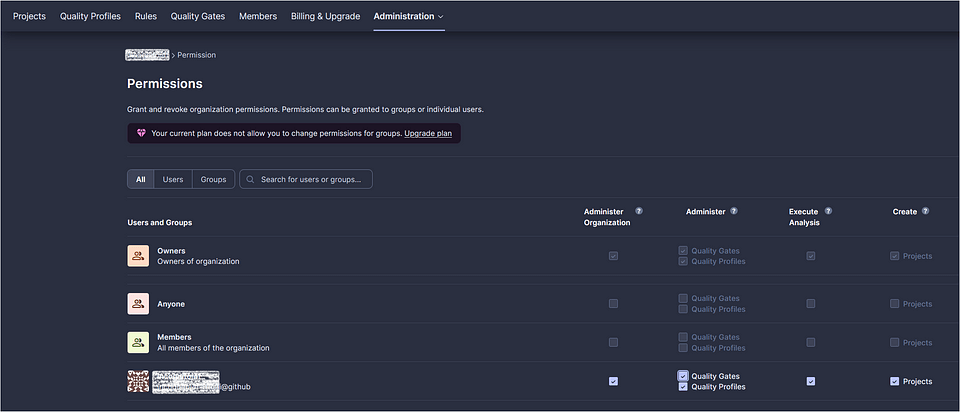 Projects Quality Profiles Rules Quality Gates Members Billing & Upgrade Administration
> Permission
Permissions
Grant and revoke organization permissions. Permissions can be granted to groups or individual users.
Your current plan does not allow you to change permissions for groups. Upgrade plan
All Users Groups Search for users or groups...
Users and Groups Administer Organization ? Administer ? Execute Analysis ? Create ?
Owners
Owners of organization
Quality Gates
Quality Profiles
Projects
Anyone
Quality Gates
Quality Profiles
Projects
Members
All members of the organization
Quality Gates
Quality Profiles
Projects
@github
Quality Gates
Quality Profiles
Projects